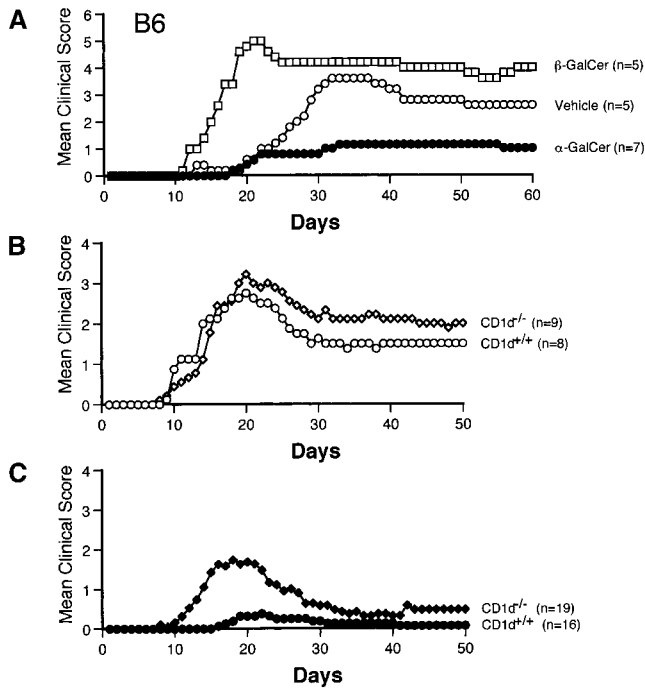 A
B6
Mean Clinical Score
6
5
4
3
2
1
0
β-GalCer (n=5)
Vehicle (n=5)
α-GalCer (n=7)
0 10 20 30 40 50 60
Days
B
Mean Clinical Score
4
3
2
1
0
CD1d-/- (n=9)
CD1d+/+ (n=8)
0 10 20 30 40 50
Days
C
Mean Clinical Score
4
3
2
1
0
CD1d-/- (n=19)
CD1d+/+ (n=16)
0 10 20 30 40 50
Days